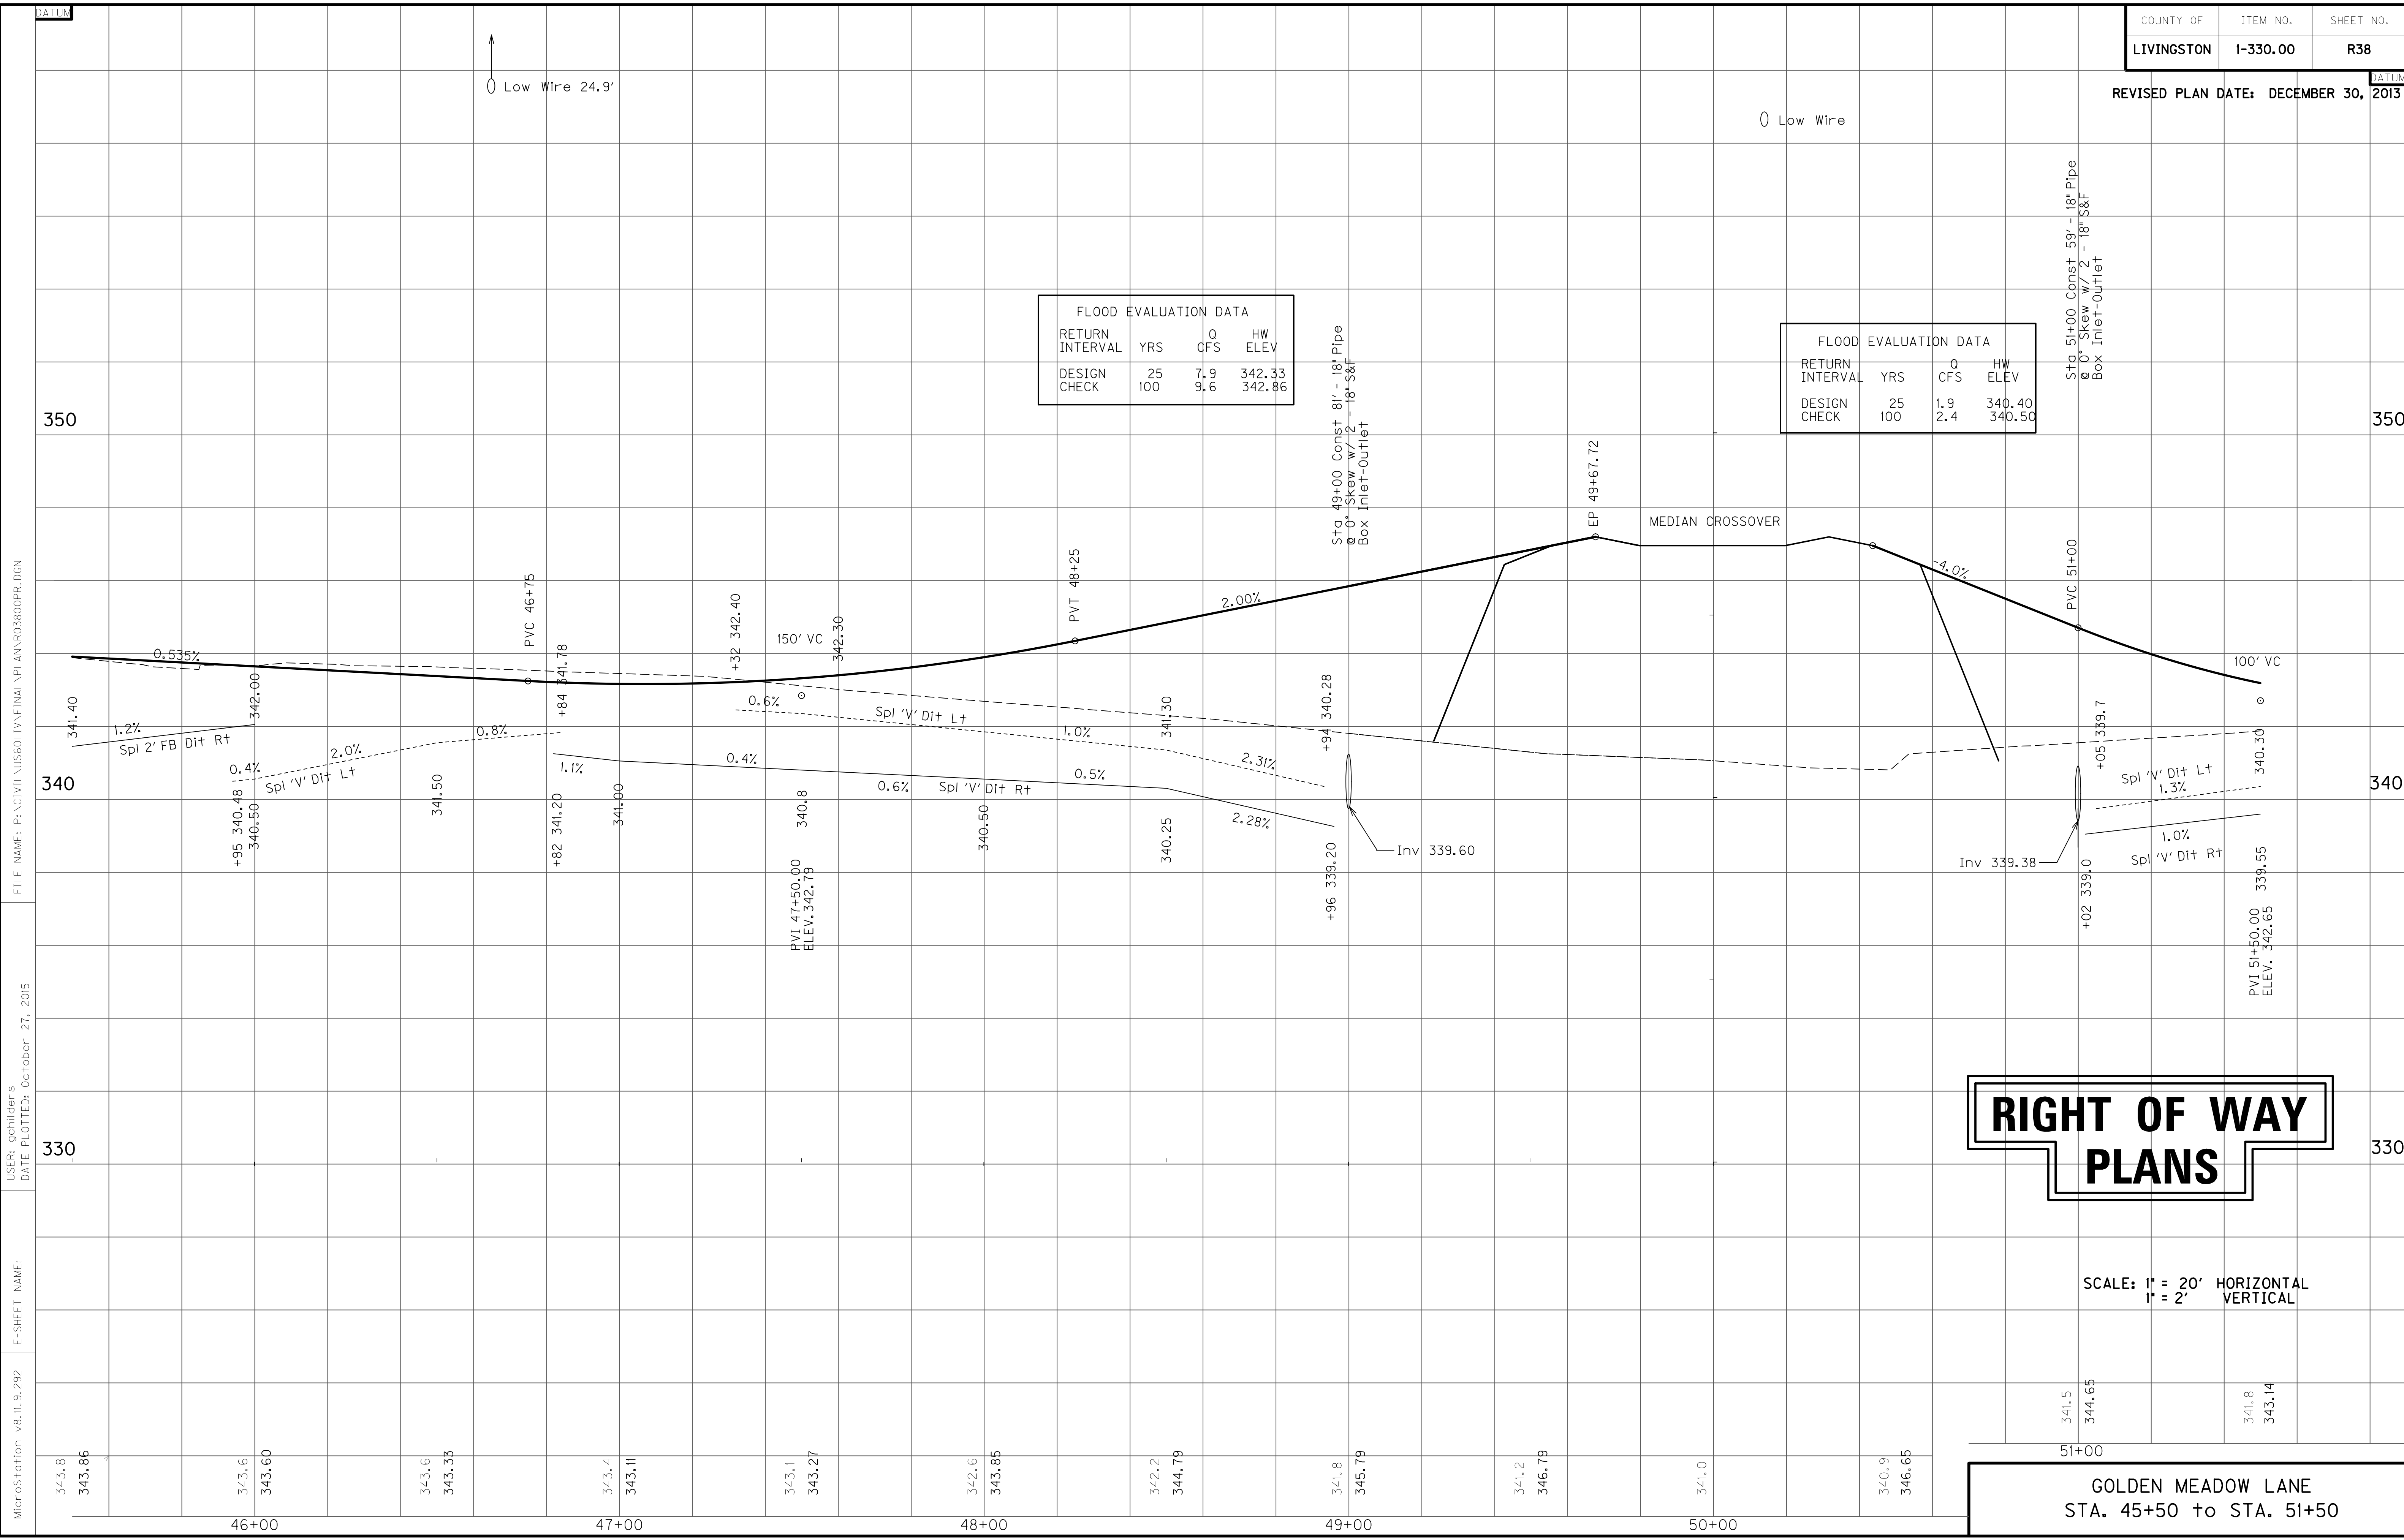 DATUM
COUNTY OF ITEM NO. SHEET NO.
LIVINGSTON 1-330.00 R38
DATUM
REVISED PLAN DATE: DECEMBER 30, 2013
Low Wire 24.9'
Low Wire
Sta 51+00 Const 59' - 18" Pipe
@ 0° Skew w/ 2 - 18" S&F
Box Inlet-Outlet
FLOOD EVALUATION DATA
RETURN Q HW
INTERVAL YRS CFS ELEV
DESIGN 25 7.9 342.33
CHECK 100 9.6 342.86
Sta 49+00 Const 81' - 18" Pipe
@ 0° Skew w/ 2 - 18" S&F
Box Inlet-Outlet
FLOOD EVALUATION DATA
RETURN Q HW
INTERVAL YRS CFS ELEV
DESIGN 25 1.9 340.40
CHECK 100 2.4 340.50
350
350
EP 49+67.72
MEDIAN CROSSOVER
PVC 46+75
PVT 48+25
PVC 51+00
-4.0%
2.00%
0.535%
+84 341.78
+32 342.40
150' VC
342.30
100' VC
341.40
1.2%
Spl 2' FB Dit Rt
342.00
0.4%
2.0%
Spl 'V' Dit Lt
0.8%
1.1%
0.4%
0.6%
Spl 'V' Dit Lt
1.0%
341.30
2.31%
+94 340.28
0.6%
Spl 'V' Dit Rt
0.5%
2.28%
+05 339.7
Spl 'V' Dit Lt
1.3%
340.30
340
340
+95 340.48
340.50
341.50
+82 341.20
341.00
340.8
340.50
340.25
+96 339.20
Inv 339.60
Inv 339.38
+02 339.0
1.0%
Spl 'V' Dit Rt
339.55
PVI 47+50.00
ELEV. 342.79
PVI 51+50.00
ELEV. 342.65
330
330
RIGHT OF WAY
PLANS
SCALE: 1" = 20' HORIZONTAL
1" = 2' VERTICAL
343.8
343.86
343.6
343.60
343.6
343.33
343.4
343.11
343.1
343.27
342.6
343.85
342.2
344.79
341.8
345.79
341.2
346.79
341.0
340.9
346.65
341.5
344.65
341.8
343.14
46+00 47+00 48+00 49+00 50+00
51+00
GOLDEN MEADOW LANE
STA. 45+50 to STA. 51+50
FILE NAME: P:\CIVIL\US60LIV\FINAL\PLAN\R03800PR.DGN
USER: gchilders
DATE PLOTTED: October 27, 2015
E-SHEET NAME:
MicroStation v8.11.9.292